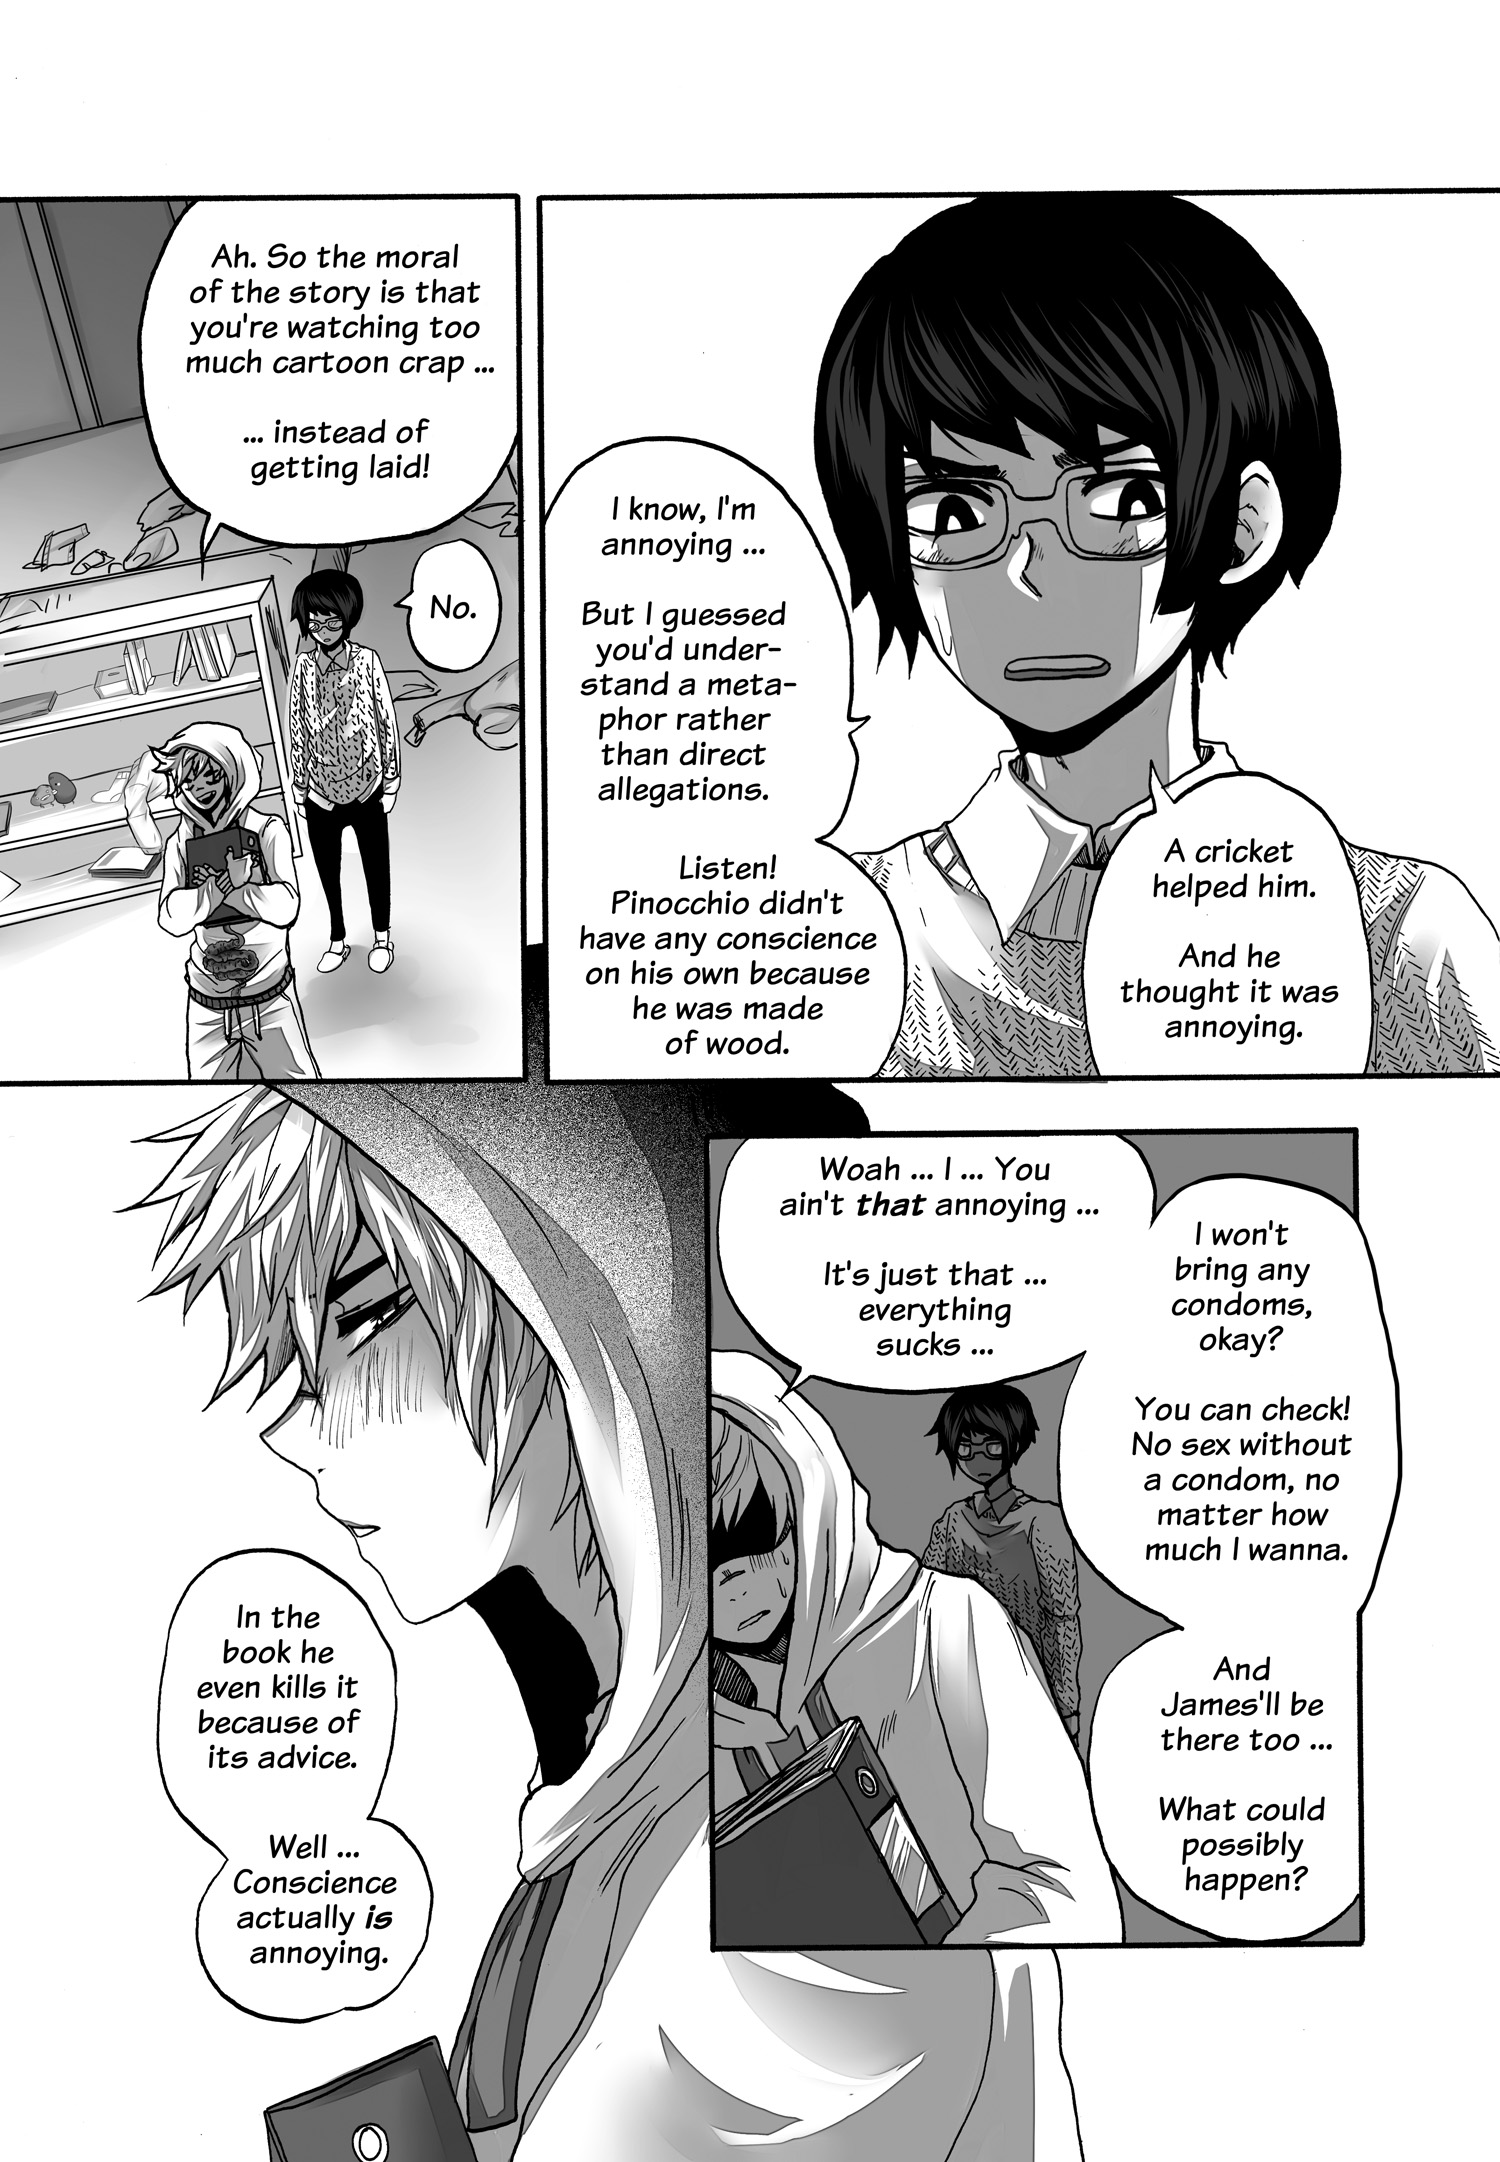 Ah. So the moral
of the story is that
you're watching too
much cartoon crap ...
... instead of
getting laid!
No.
I know, I'm
annoying ...
But I guessed
you'd under-
stand a meta-
phor rather
than direct
allegations.
Listen!
Pinocchio didn't
have any conscience
on his own because
he was made
of wood.
A cricket
helped him.
And he
thought it was
annoying.
In the
book he
even kills it
because of
its advice.
Well ...
Conscience
actually is
annoying.
Woah ... I ... You
ain't that annoying ...
It's just that ...
everything
sucks ...
I won't
bring any
condoms,
okay?
You can check!
No sex without
a condom, no
matter how
much I wanna.
And
James'll be
there too ...
What could
possibly
happen?